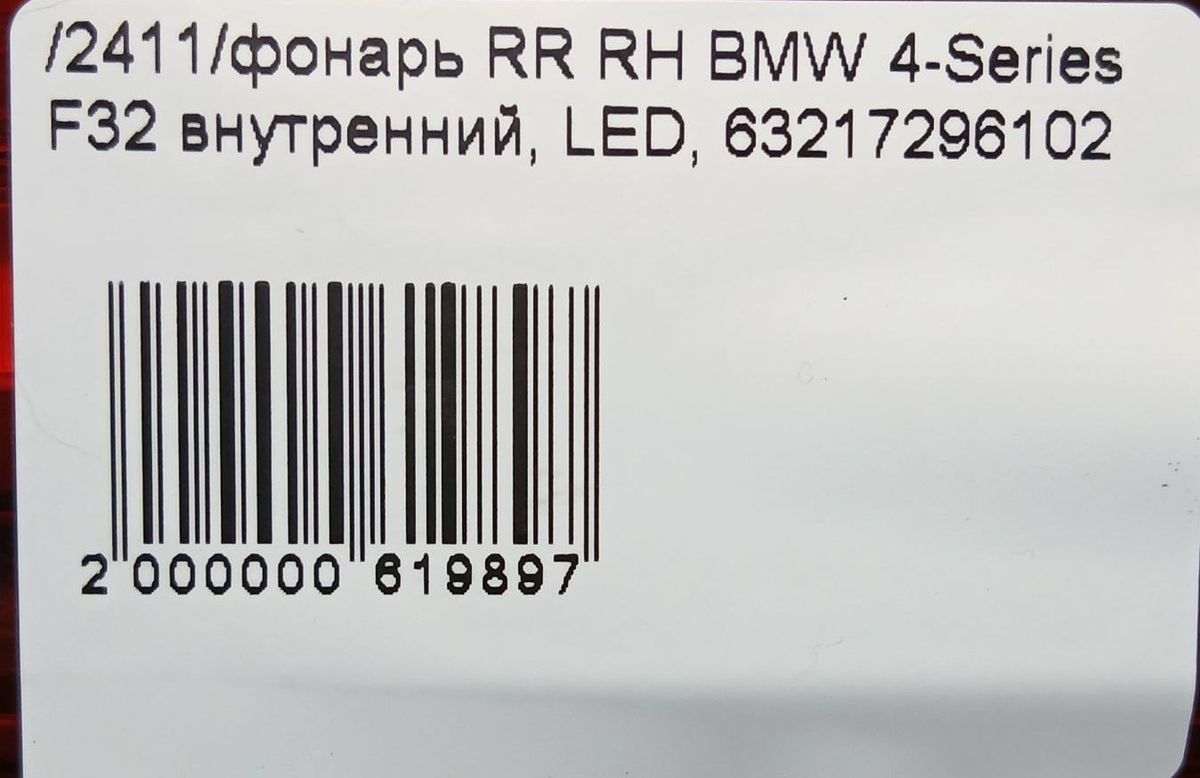 /2411/фонарь RR RH BMW 4-Series
F32 внутренний, LED, 63217296102
2 000000 619897